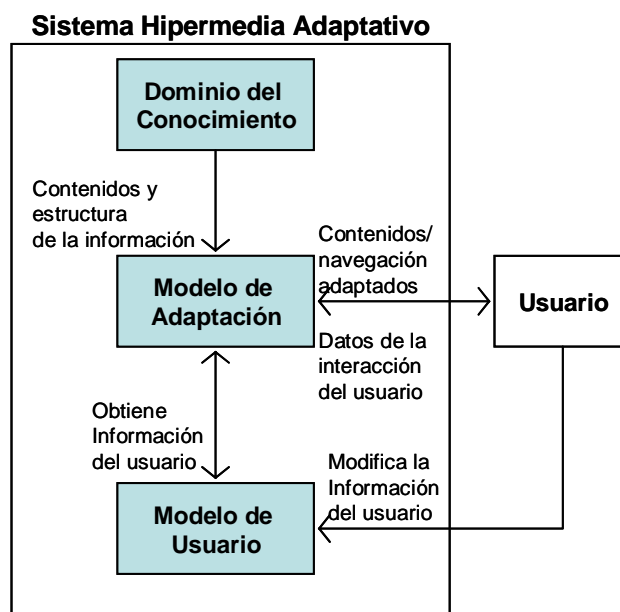 Sistema Hipermedia Adaptativo
Dominio del
Conocimiento
Contenidos y
estructura
de la información
Contenidos/
navegación
adaptados
Modelo de
Adaptación
Usuario
Datos de la
interacción
del usuario
Obtiene
Información
del usuario
Modifica la
Información
del usuario
Modelo de
Usuario